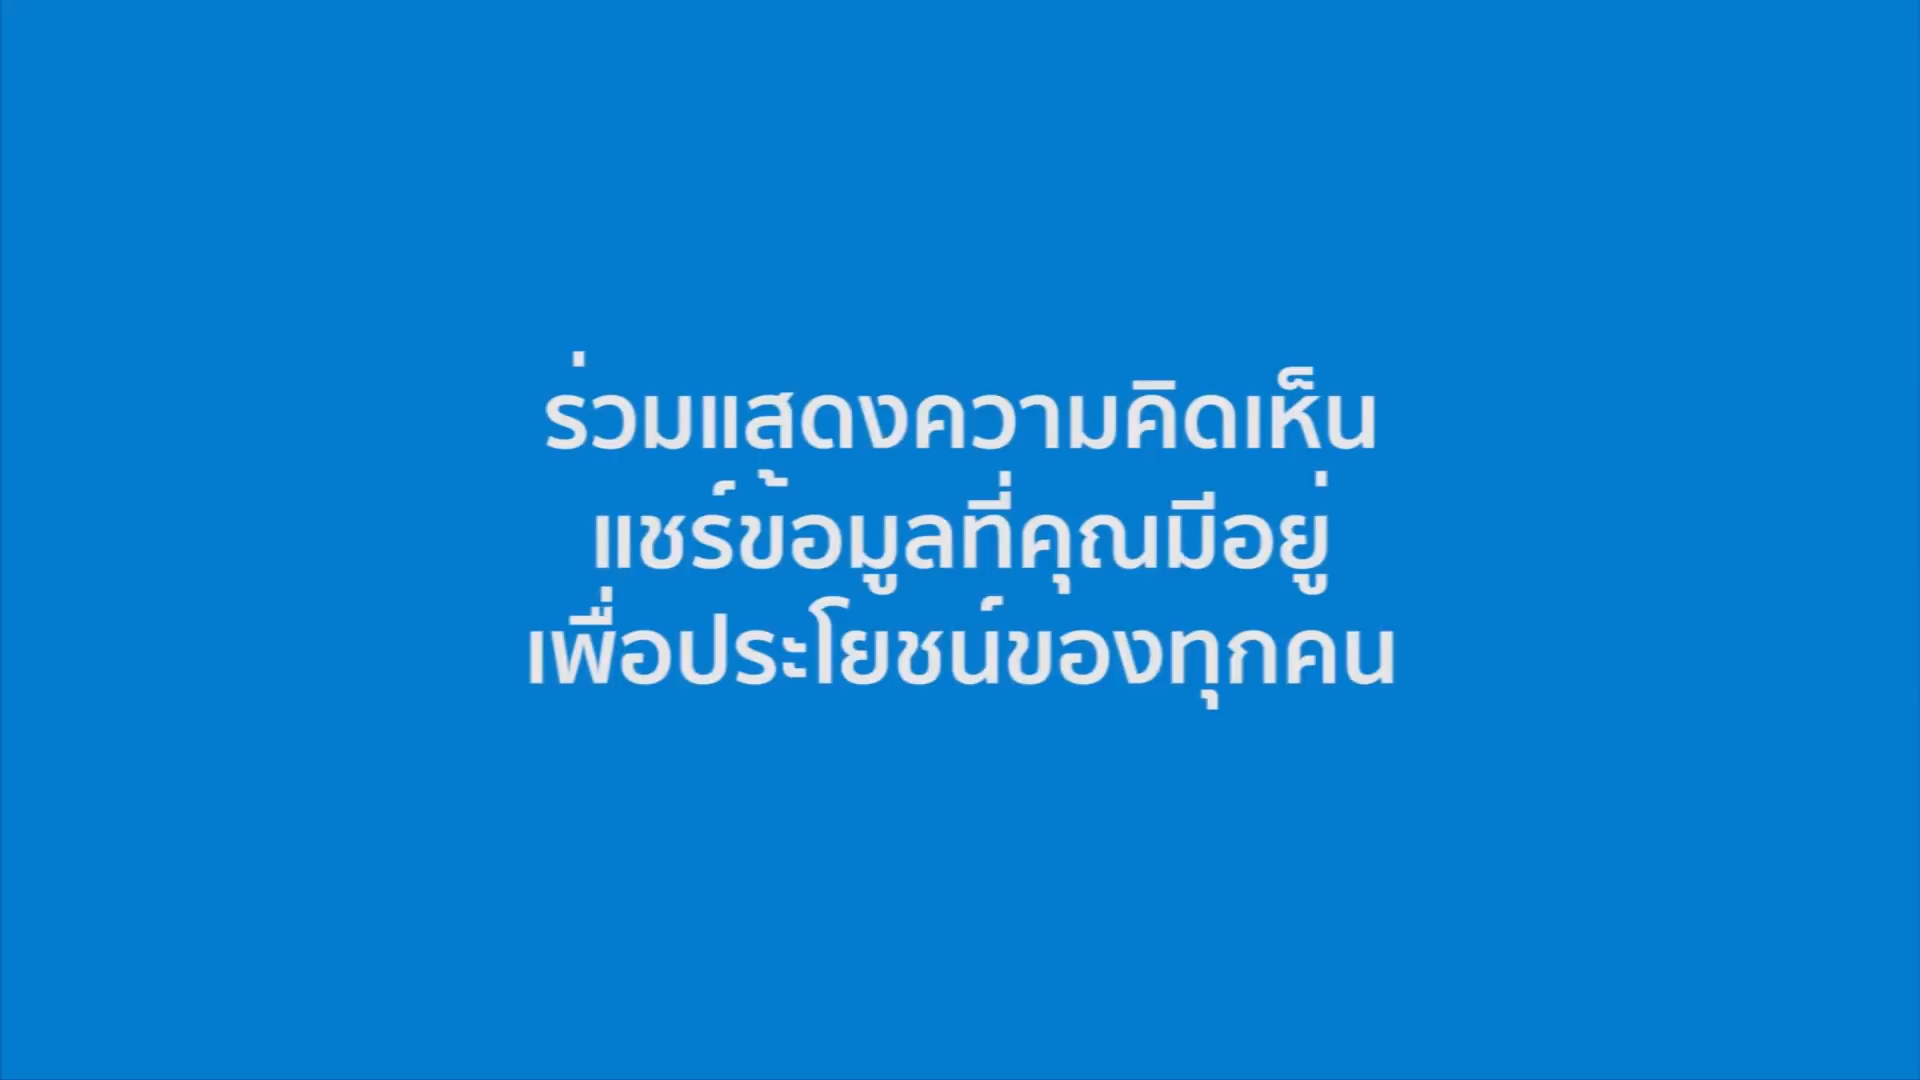 ร่วมแสดงความคิดเห็น
แชร์ข้อมูลที่คุณมีอยู่
เพื่อประโยชน์ของทุกคน